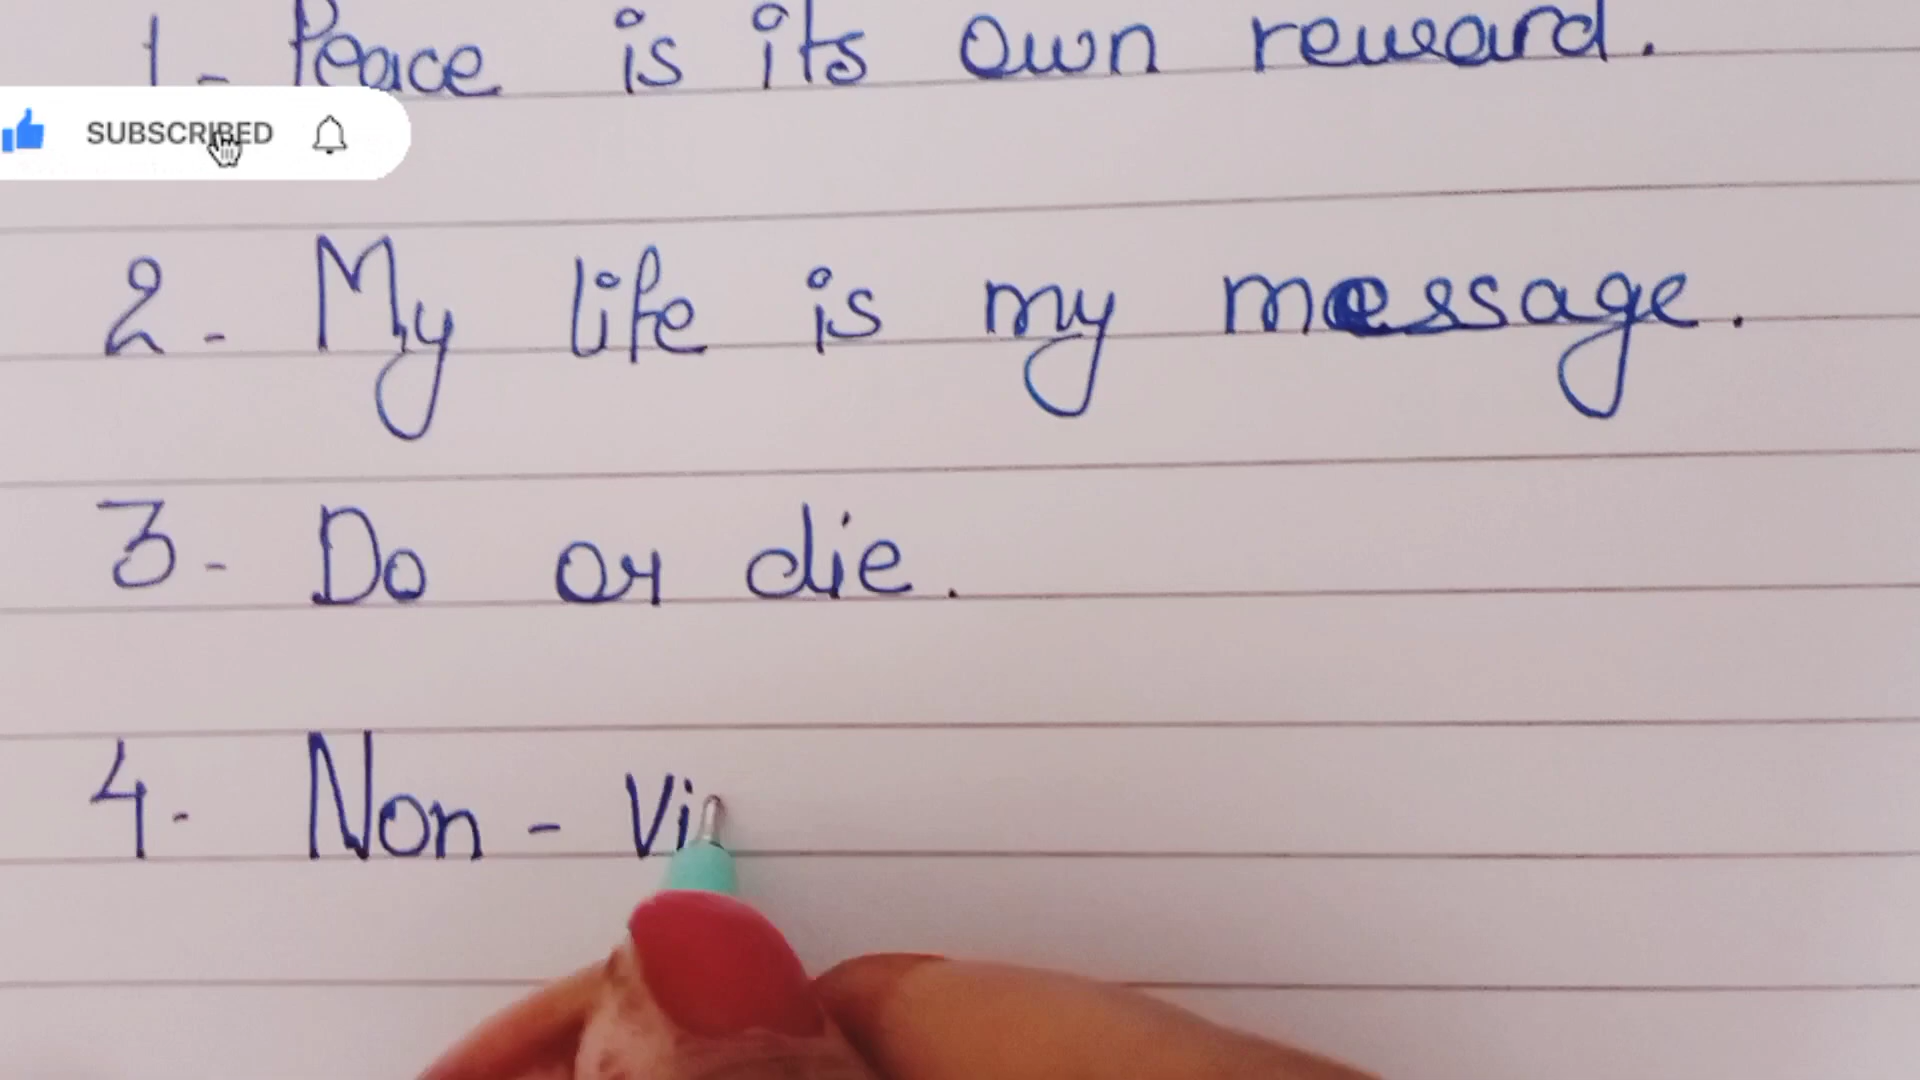 1- Peace is its own reward.
SUBSCRIBED
2- My life is my message.
3- Do or die.
4- Non-Vi